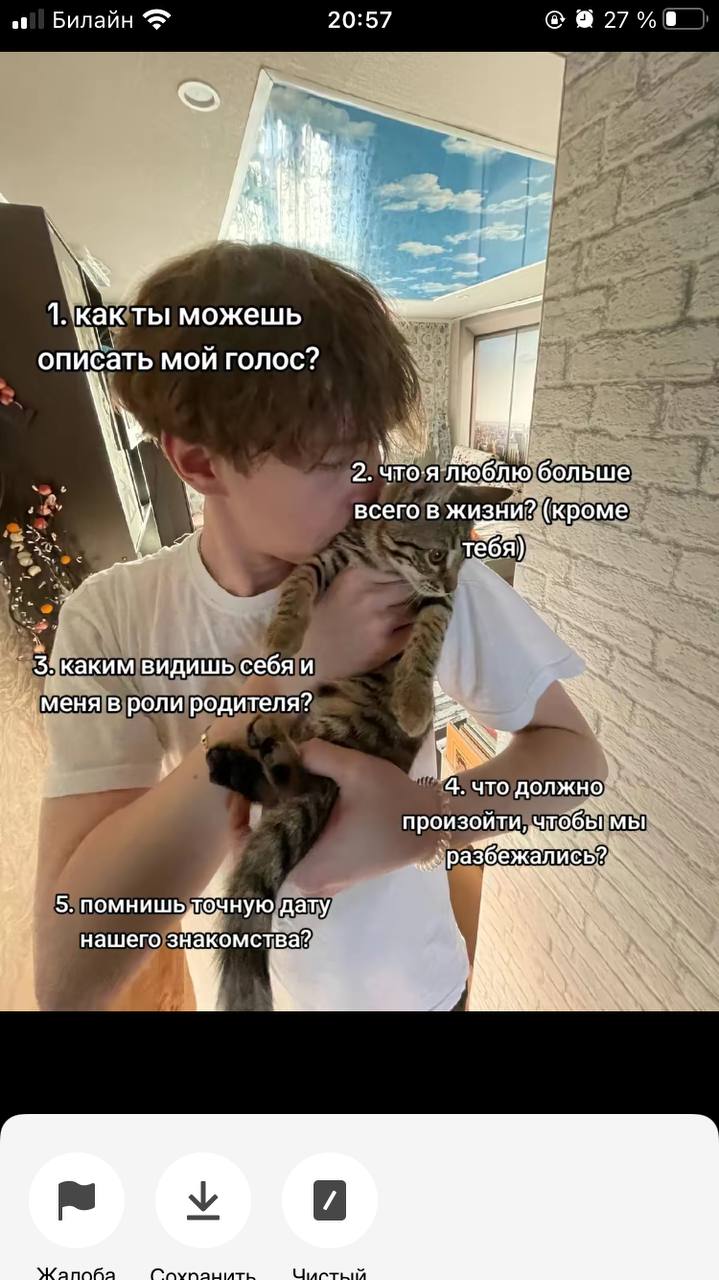 Билайн 20:57 27 %
1. как ты можешь
описать мой голос?
2. что я люблю больше
всего в жизни? (кроме
тебя)
3. каким видишь себя и
меня в роли родителя?
4. что должно
произойти, чтобы мы
разбежались?
5. помнишь точную дату
нашего знакомства?
Жалоба Сохранить Чистый